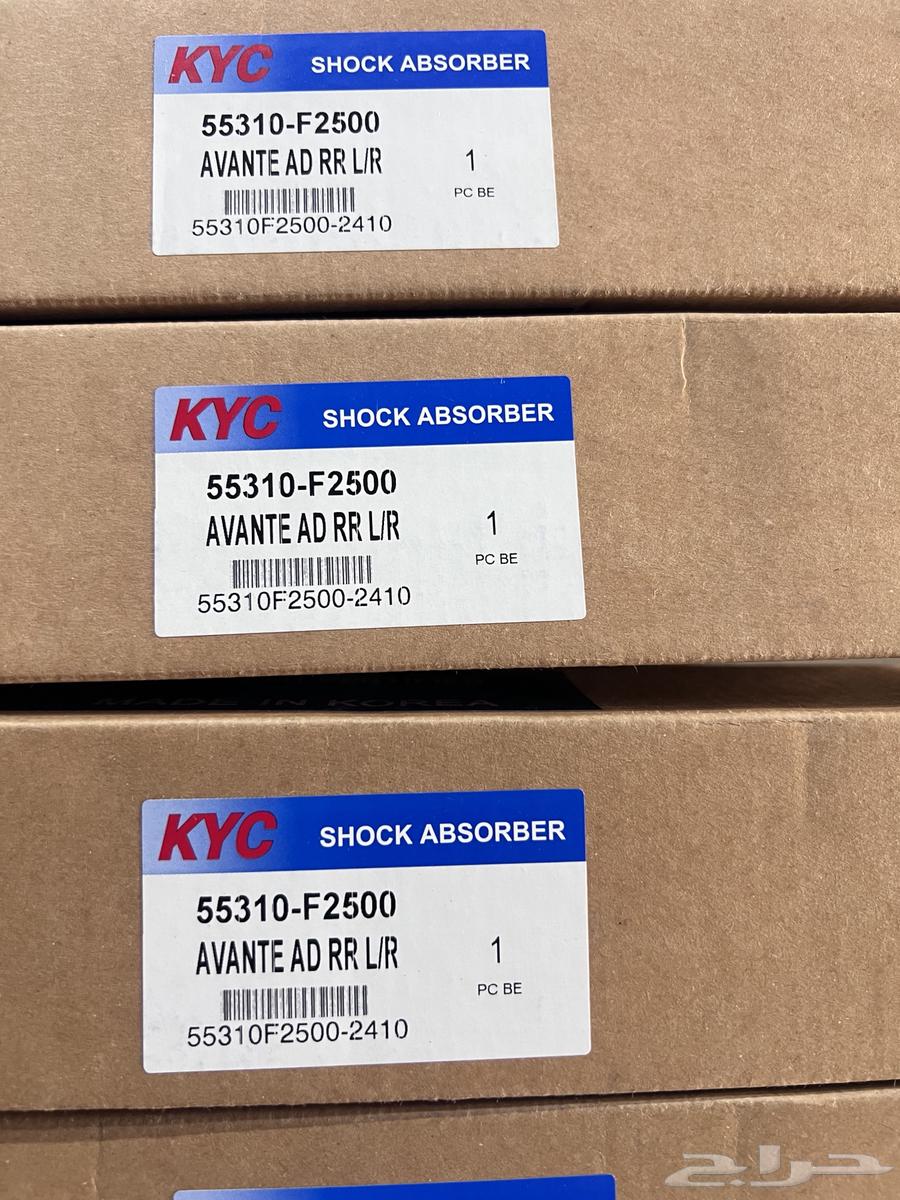 KYC SHOCK ABSORBER
55310-F2500
AVANTE AD RR L/R 1
PC BE
55310F2500-2410
KYC SHOCK ABSORBER
55310-F2500
AVANTE AD RR L/R 1
PC BE
55310F2500-2410
MADE IN KOREA
KYC SHOCK ABSORBER
55310-F2500
AVANTE AD RR L/R 1
PC BE
55310F2500-2410
حراج